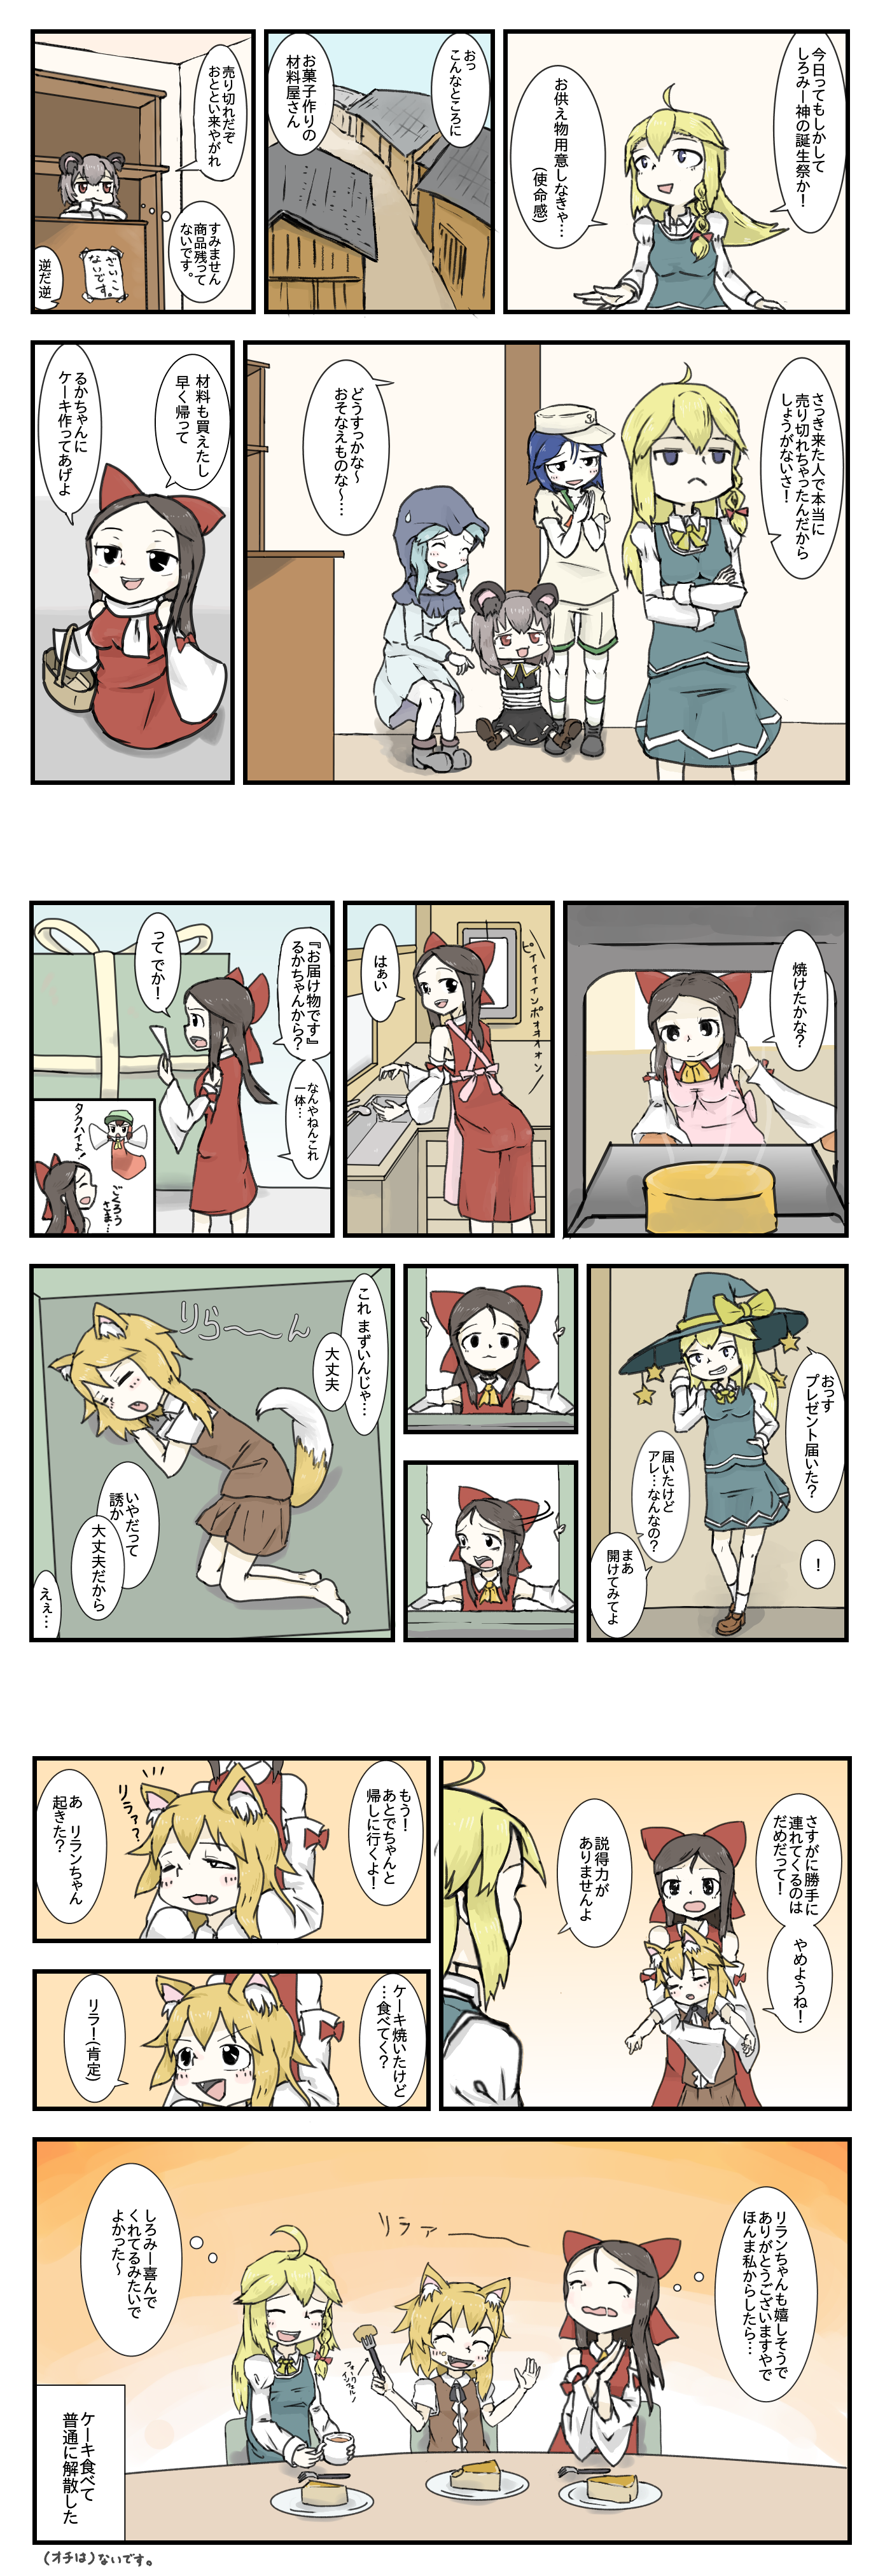 今日ってもしかして
しろみー神の誕生祭か！
お供え物用意しなきゃ…
(使命感)
おっ
こんなところに
お菓子作りの
材料屋さん
売り切れだぞ
おととい来やがれ
すみません
商品残って
ないです。
ざいこ
ないです。
逆だ逆
さっき来た人で本当に
売り切れちゃったんだから
しょうがないさ！
どうすっかな～
おそなえものな～…
材料も買えたし
早く帰って
るかちゃんに
ケーキ作ってあげよ
焼けたかな？
ピィィィィンポォォォォン
はぁい
『お届け物です』
るかちゃんから？
なんやねんこれ
一体…
って でか！
タクハイよ！
ごくろう
さま…
おっす
プレゼント届いた？
！
届いたけど
アレ…なんなの？
まあ
開けてみてよ
これ まずいんじゃ…
大丈夫
りら～～ん
いやだって
誘か
大丈夫だから
えぇ…
さすがに勝手に
連れてくるのは
だめだって！
やめようね！
説得力が
ありませんよ
もう！
あとでちゃんと
帰しに行くよ！
リラァ？
あ リランちゃん
起きた？
ケーキ焼いたけど
…食べてく？
リラ！(肯定)
リランちゃんも嬉しそうで
ありがとうございますやで
ほんま私からしたら…
リラァ――
しろみー喜んで
くれてるみたいで
よかった～
ケーキ食べて
普通に解散した
(オチは)ないです。